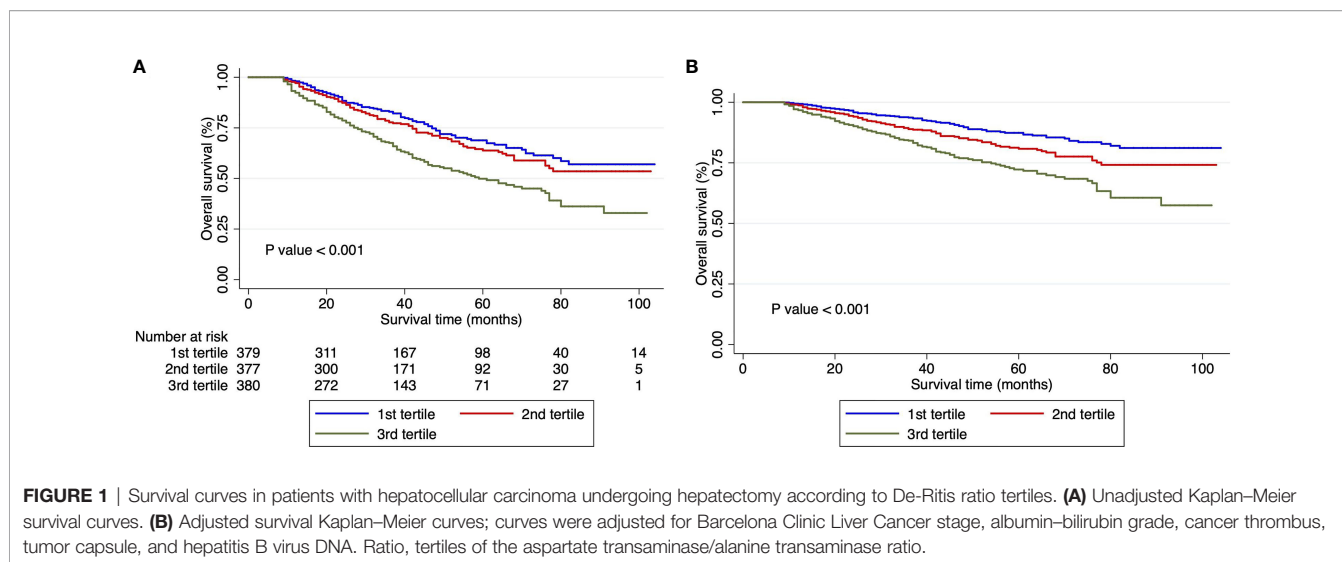 A
Overall survival (%)
1.00
0.75
0.50
0.25
0.00
P value < 0.001
0 20 40 60 80 100
Survival time (months)
Number at risk
1st tertile 379 311 167 98 40 14
2nd tertile 377 300 171 92 30 5
3rd tertile 380 272 143 71 27 1
1st tertile 2nd tertile
3rd tertile
B
Overall survival (%)
1.00
0.75
0.50
0.25
0.00
P value < 0.001
0 20 40 60 80 100
Survival time (months)
1st tertile 2nd tertile
3rd tertile
FIGURE 1 | Survival curves in patients with hepatocellular carcinoma undergoing hepatectomy according to De-Ritis ratio tertiles. (A) Unadjusted Kaplan–Meier
survival curves. (B) Adjusted survival Kaplan–Meier curves; curves were adjusted for Barcelona Clinic Liver Cancer stage, albumin–bilirubin grade, cancer thrombus,
tumor capsule, and hepatitis B virus DNA. Ratio, tertiles of the aspartate transaminase/alanine transaminase ratio.